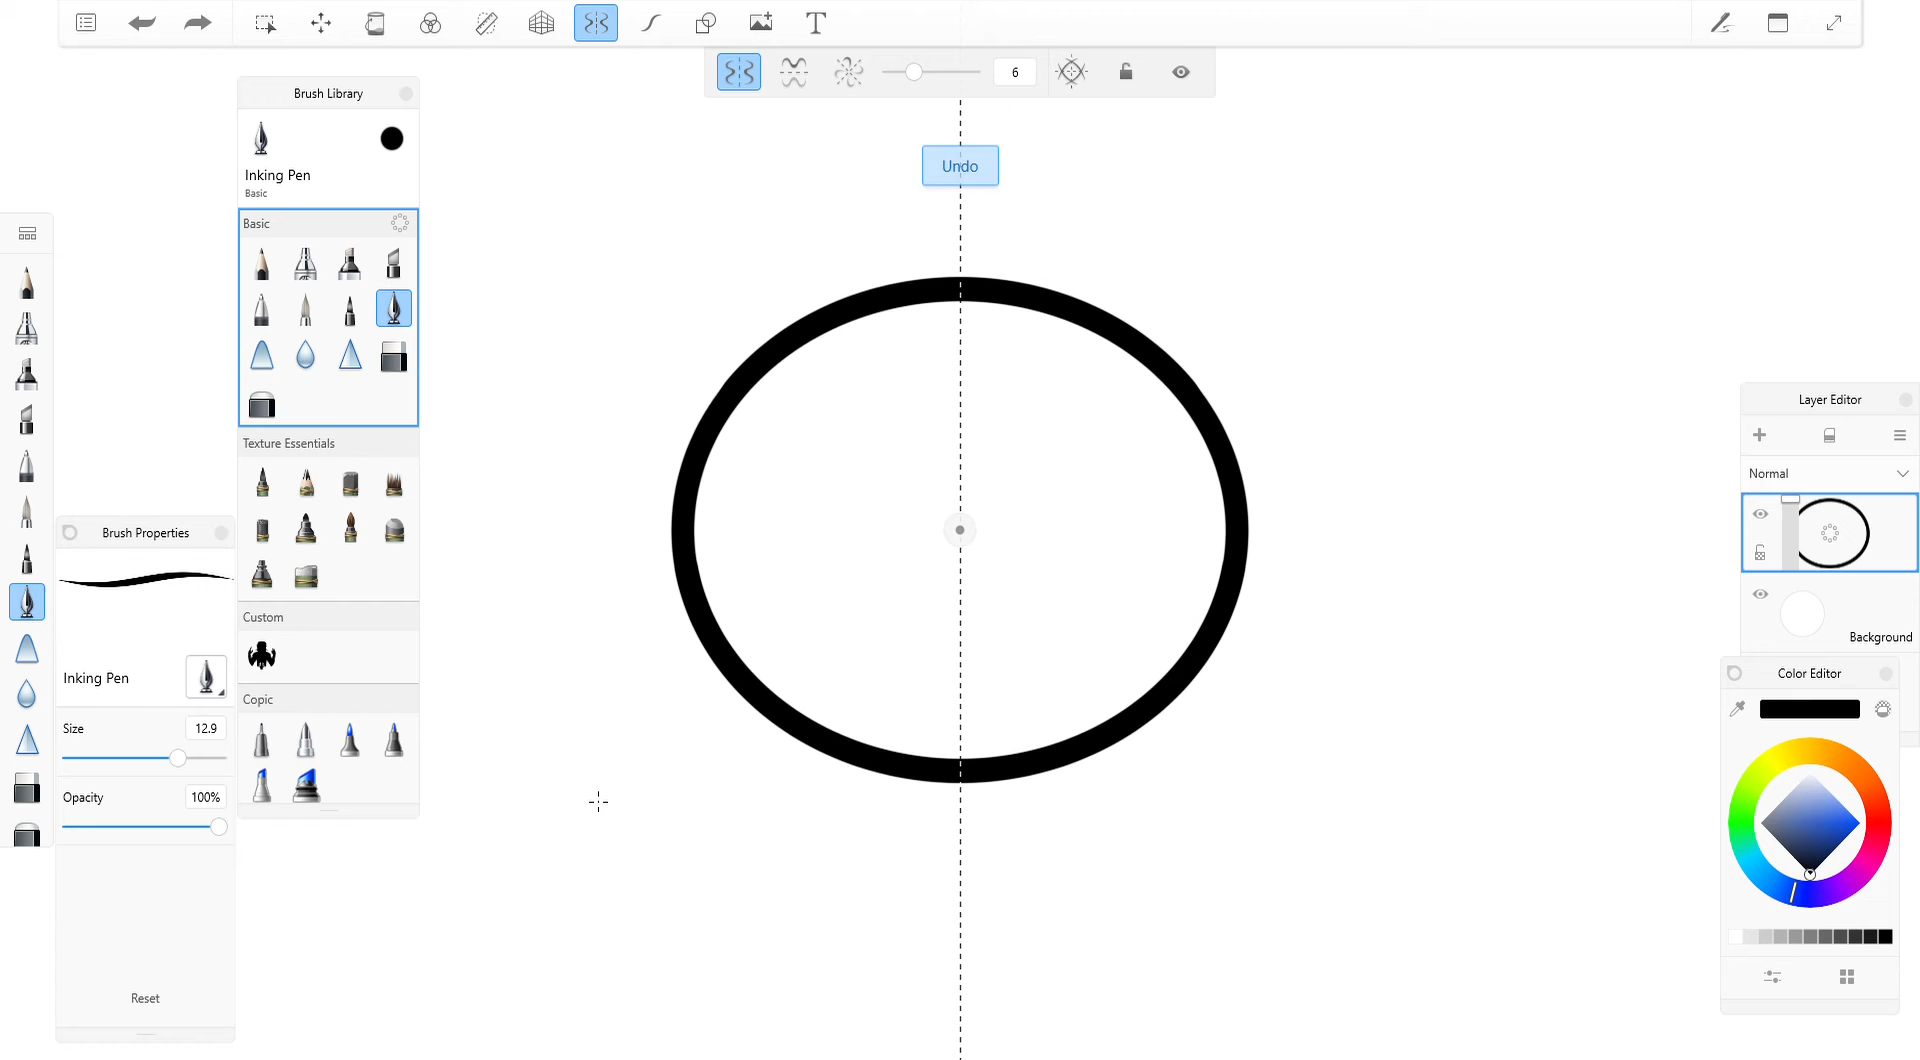 6
Brush Library
Undo
Inking Pen
Basic
Basic
Texture Essentials
Custom
Copic
Brush Properties
Inking Pen
Size 12.9
Opacity 100%
Reset
Layer Editor
Normal
Background
Color Editor